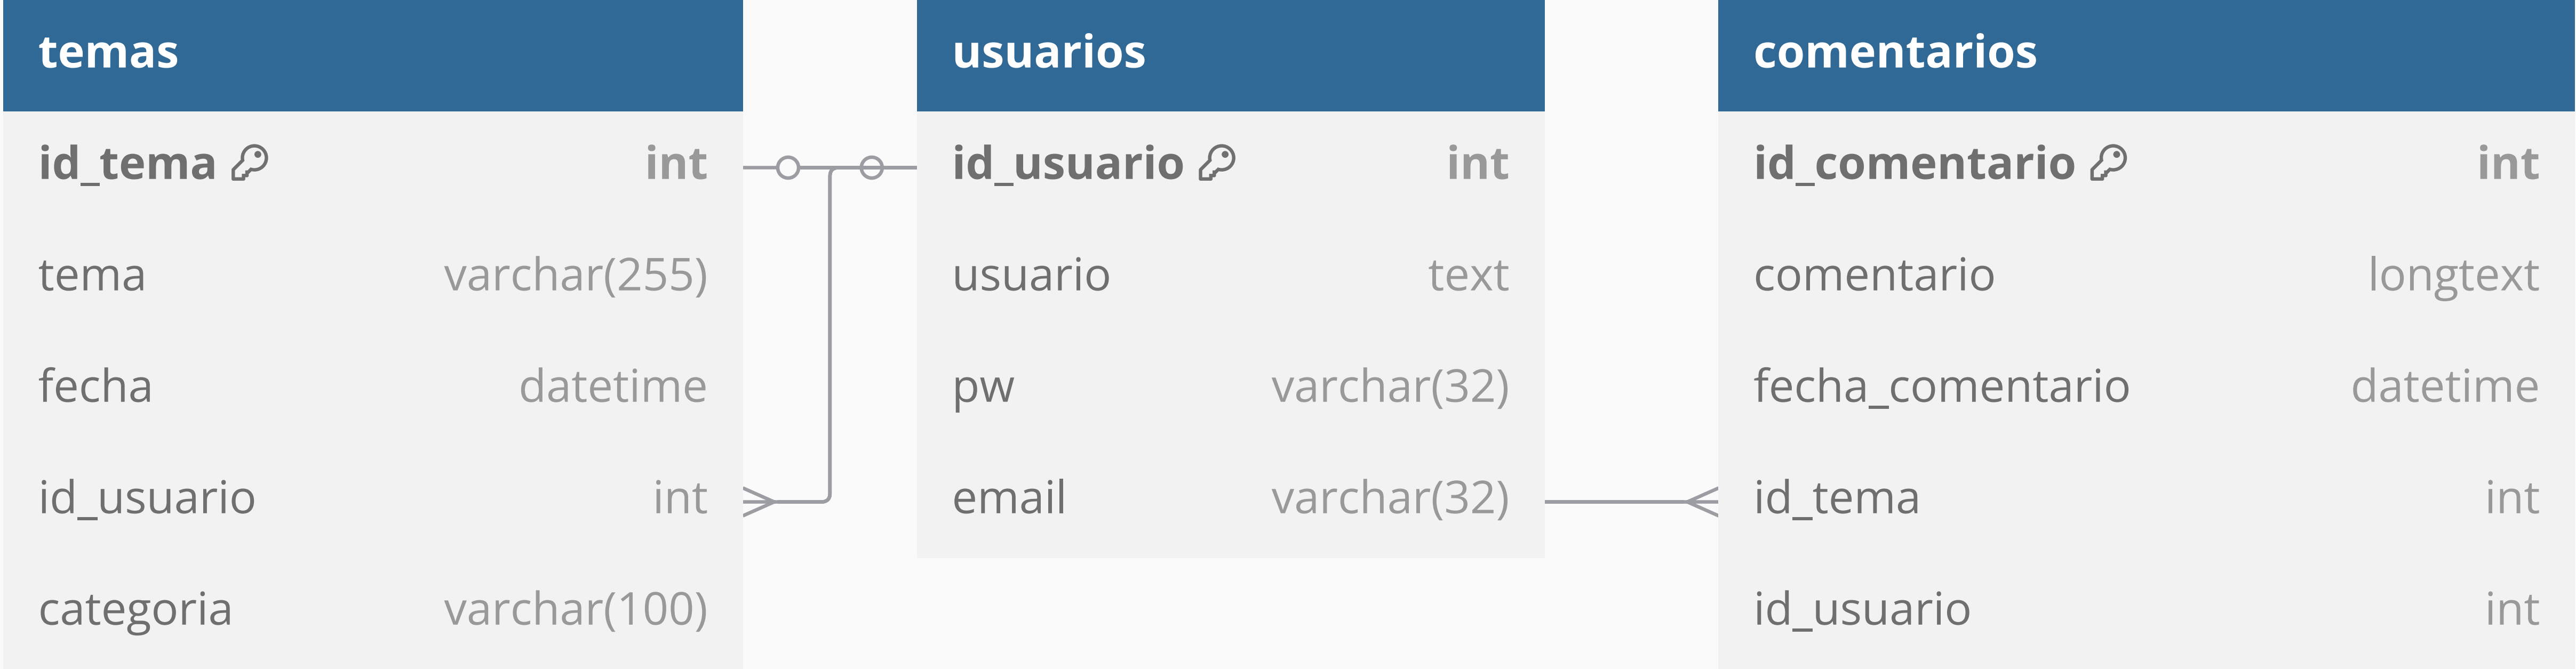 temas
id_tema int
tema varchar(255)
fecha datetime
id_usuario int
categoria varchar(100)
usuarios
id_usuario int
usuario text
pw varchar(32)
email varchar(32)
comentarios
id_comentario int
comentario longtext
fecha_comentario datetime
id_tema int
id_usuario int